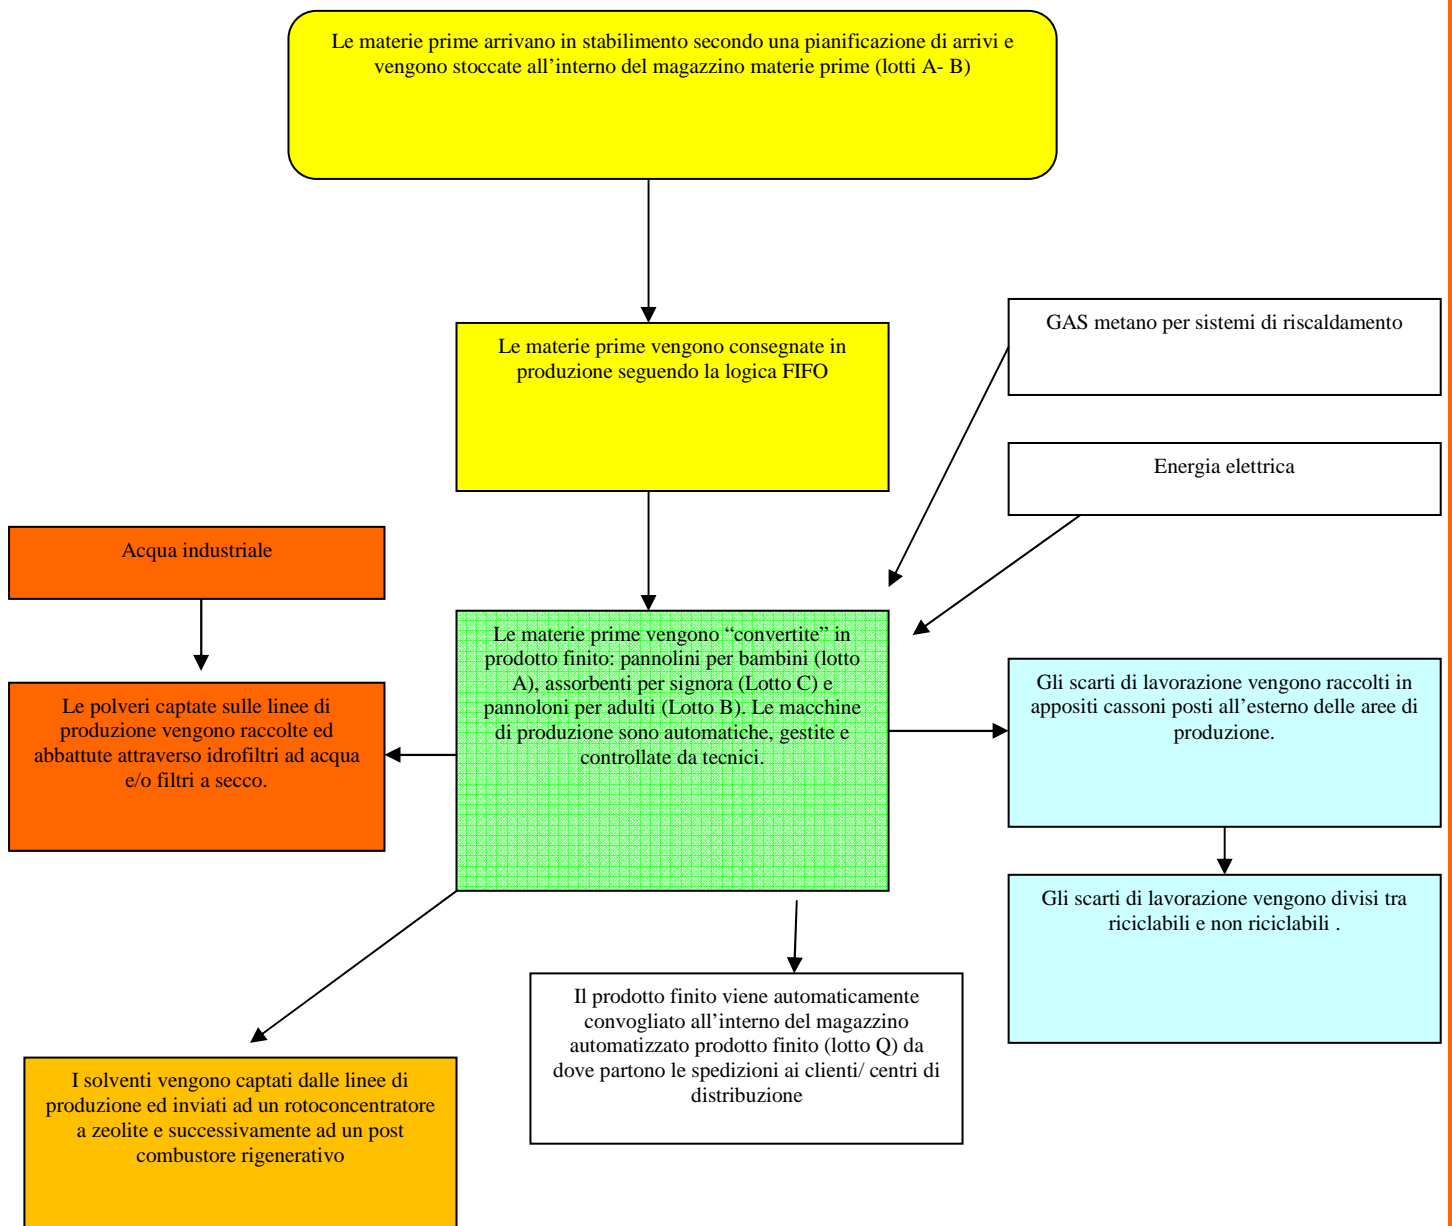 Le materie prime arrivano in stabilimento secondo una pianificazione di arrivi e
vengono stoccate all’interno del magazzino materie prime (lotti A- B)
Le materie prime vengono consegnate in
produzione seguendo la logica FIFO
GAS metano per sistemi di riscaldamento
Energia elettrica
Acqua industriale
Le polveri captate sulle linee di
produzione vengono raccolte ed
abbattute attraverso idrofiltri ad acqua
e/o filtri a secco.
Le materie prime vengono “convertite” in
prodotto finito: pannolini per bambini (lotto
A), assorbenti per signora (Lotto C) e
pannoloni per adulti (Lotto B). Le macchine
di produzione sono automatiche, gestite e
controllate da tecnici.
Gli scarti di lavorazione vengono raccolti in
appositi cassoni posti all’esterno delle aree di
produzione.
Gli scarti di lavorazione vengono divisi tra
riciclabili e non riciclabili .
Il prodotto finito viene automaticamente
convogliato all’interno del magazzino
automatizzato prodotto finito (lotto Q) da
dove partono le spedizioni ai clienti/ centri di
distribuzione
I solventi vengono captati dalle linee di
produzione ed inviati ad un rotoconcentratore
a zeolite e successivamente ad un post
combustore rigenerativo